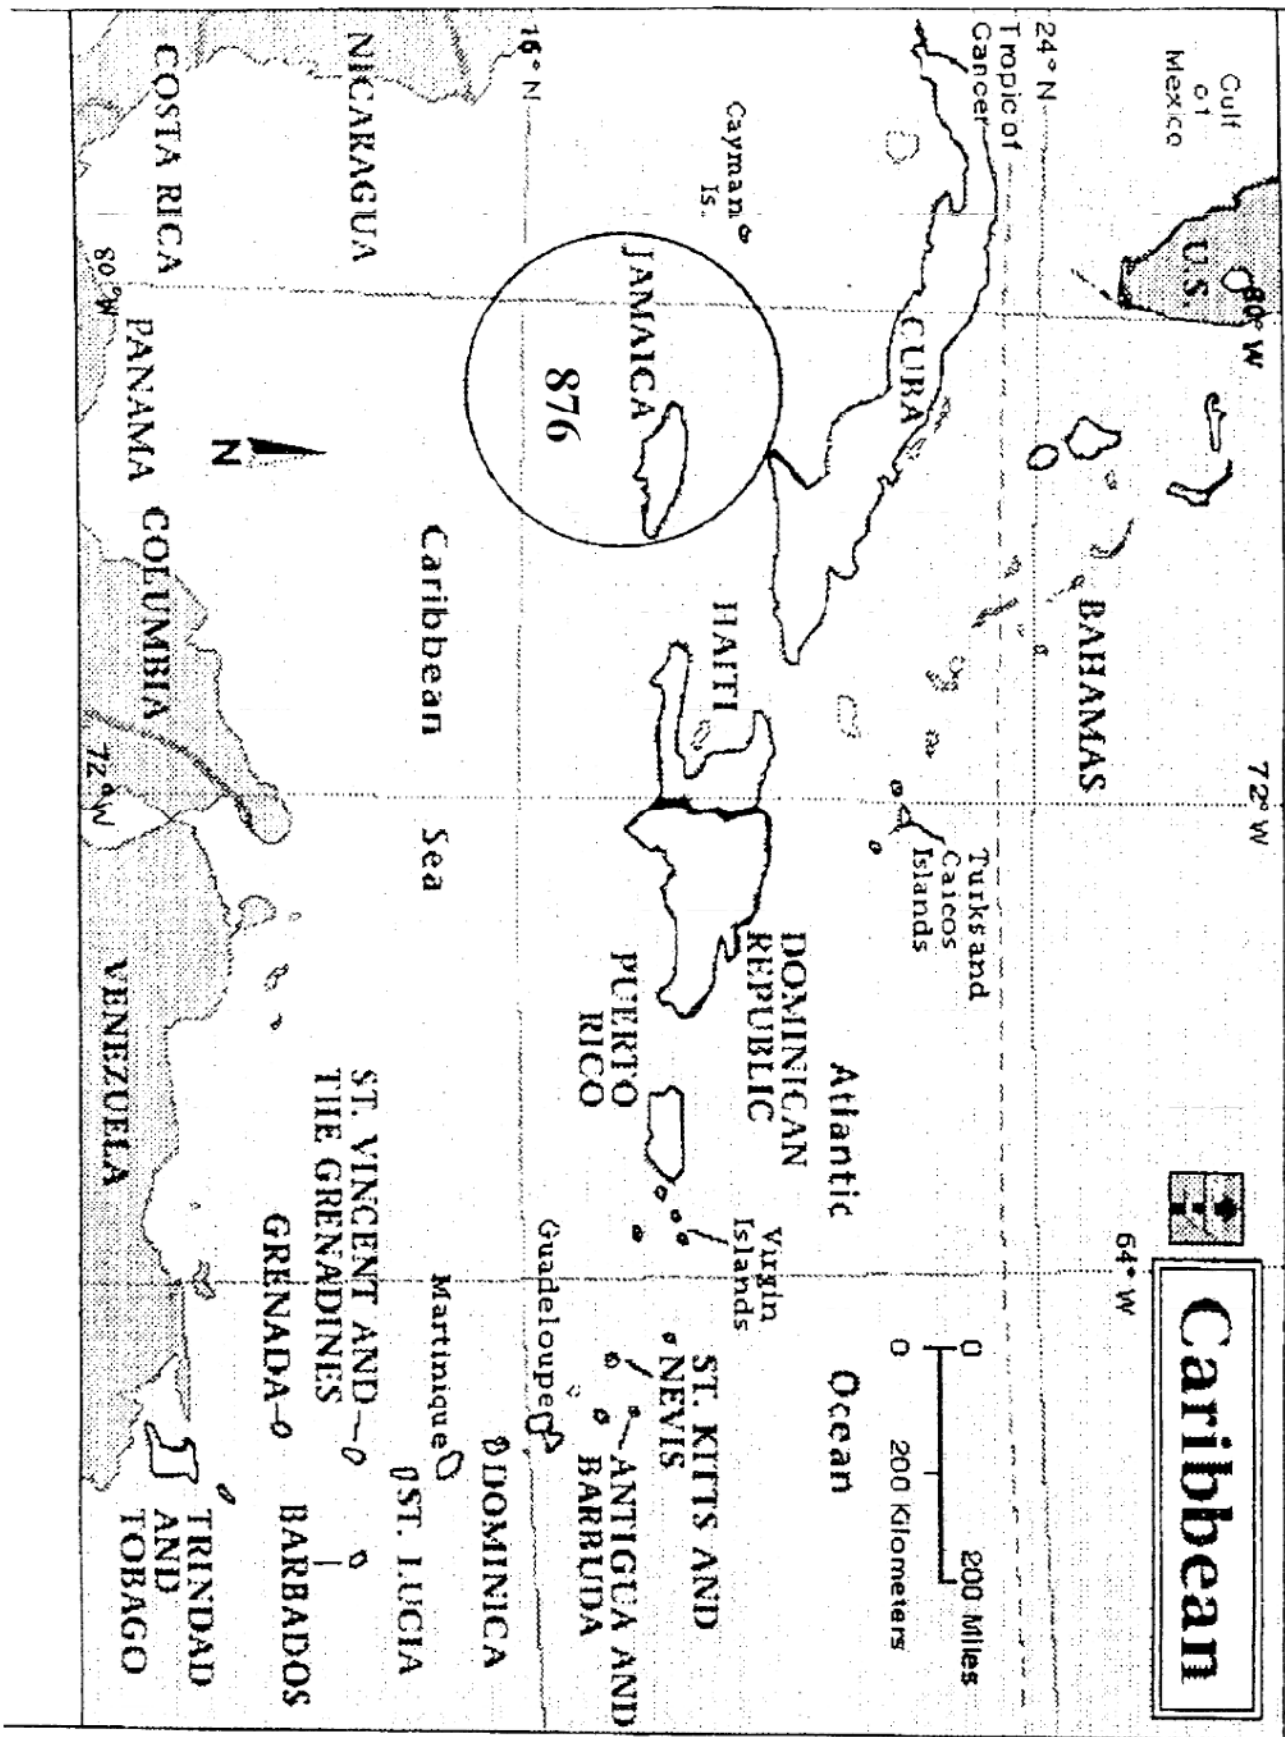 Caribbean
Gulf
of
Mexico
U.S.
80° W
72° W
64° W
24° N
Tropic of
Cancer
BAHAMAS
0
200 Miles
0
200 Kilometers
Turks and
Caicos
Islands
CUBA
Atlantic
Ocean
Cayman
Is.
HAITI
DOMINICAN
REPUBLIC
Virgin
Islands
ST. KITTS AND
NEVIS
JAMAICA
876
PUERTO
RICO
ANTIGUA AND
BARBUDA
16° N
Guadeloupe
DOMINICA
Caribbean
Sea
Martinique
ST. LUCIA
NICARAGUA
ST. VINCENT AND
THE GRENADINES
N
GRENADA
BARBADOS
COSTA RICA
PANAMA
COLUMBIA
TRINDAD
AND
TOBAGO
80° W
72° W
VENEZUELA